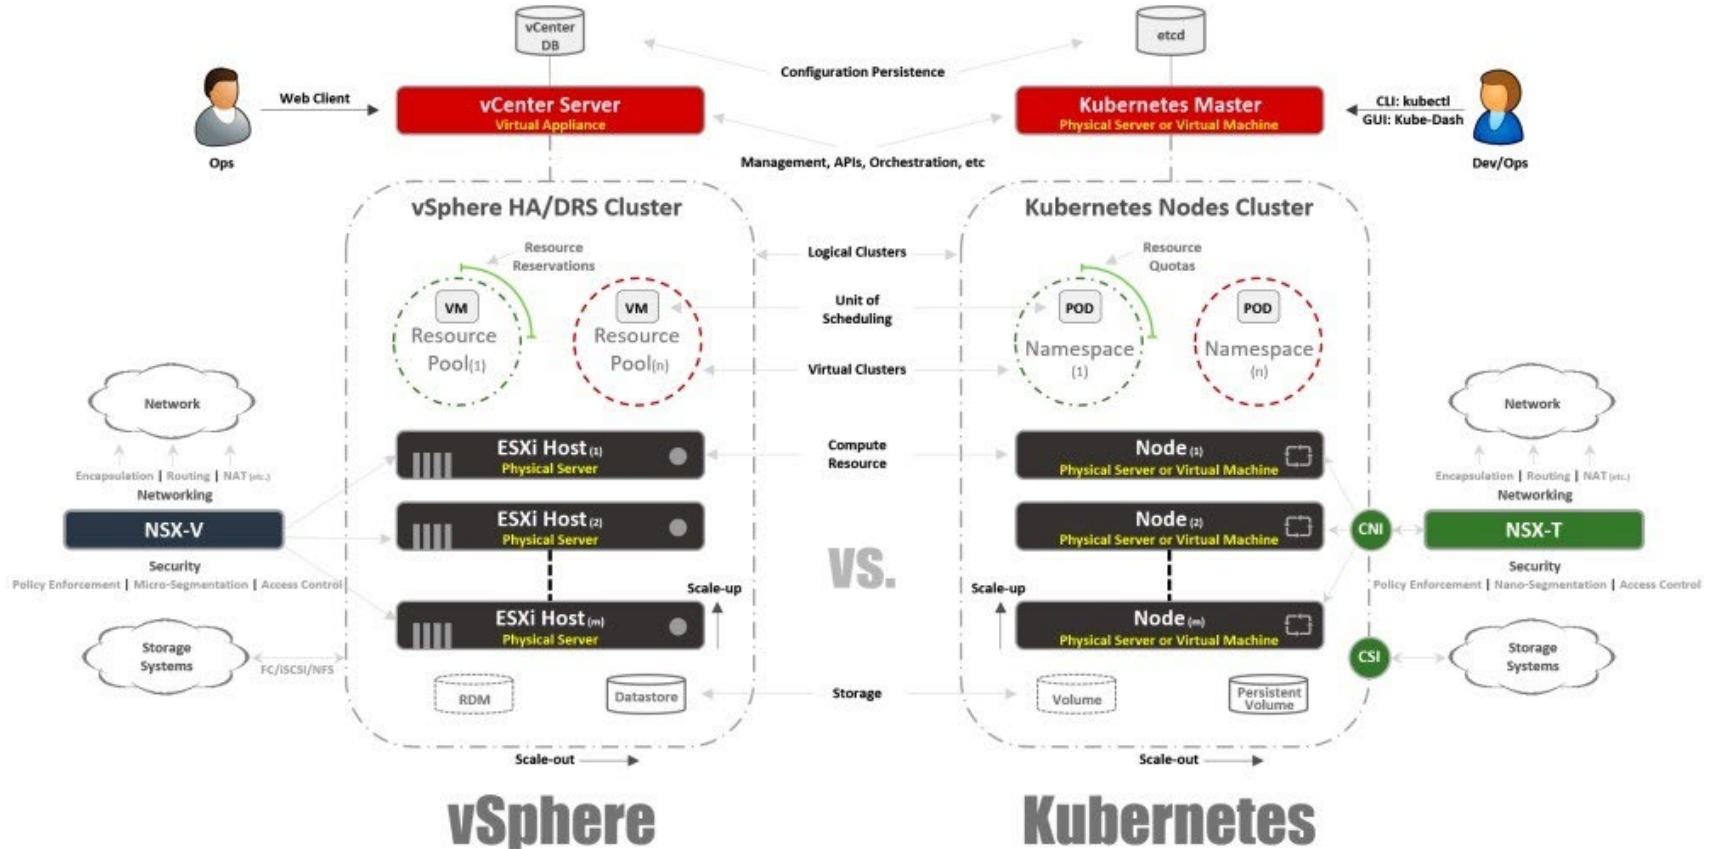 vCenter
DB
etcd
Configuration Persistence
Web Client
vCenter Server
Virtual Appliance
Kubernetes Master
Physical Server or Virtual Machine
CLI: kubectl
GUI: Kube-Dash
Ops
Management, APIs, Orchestration, etc
Dev/Ops
vSphere HA/DRS Cluster
Kubernetes Nodes Cluster
Resource
Reservations
Logical Clusters
Resource
Quotas
VM
Resource
Pool(1)
VM
Resource
Pool(n)
Unit of
Scheduling
POD
Namespace
(1)
POD
Namespace
(n)
Virtual Clusters
Network
Encapsulation | Routing | NAT (etc.)
Networking
NSX-V
Security
Policy Enforcement | Micro-Segmentation | Access Control
Storage
Systems
FC/iSCSI/NFS
ESXi Host (1)
Physical Server
ESXi Host (2)
Physical Server
ESXi Host (m)
Physical Server
Scale-up
RDM
Datastore
Scale-out
Compute
Resource
vs.
Storage
Node (1)
Physical Server or Virtual Machine
Node (2)
Physical Server or Virtual Machine
Node (m)
Physical Server or Virtual Machine
Scale-up
Volume
Persistent
Volume
Scale-out
CNI
CSI
Network
Encapsulation | Routing | NAT (etc.)
Networking
NSX-T
Security
Policy Enforcement | Nano-Segmentation | Access Control
Storage
Systems
vSphere
Kubernetes